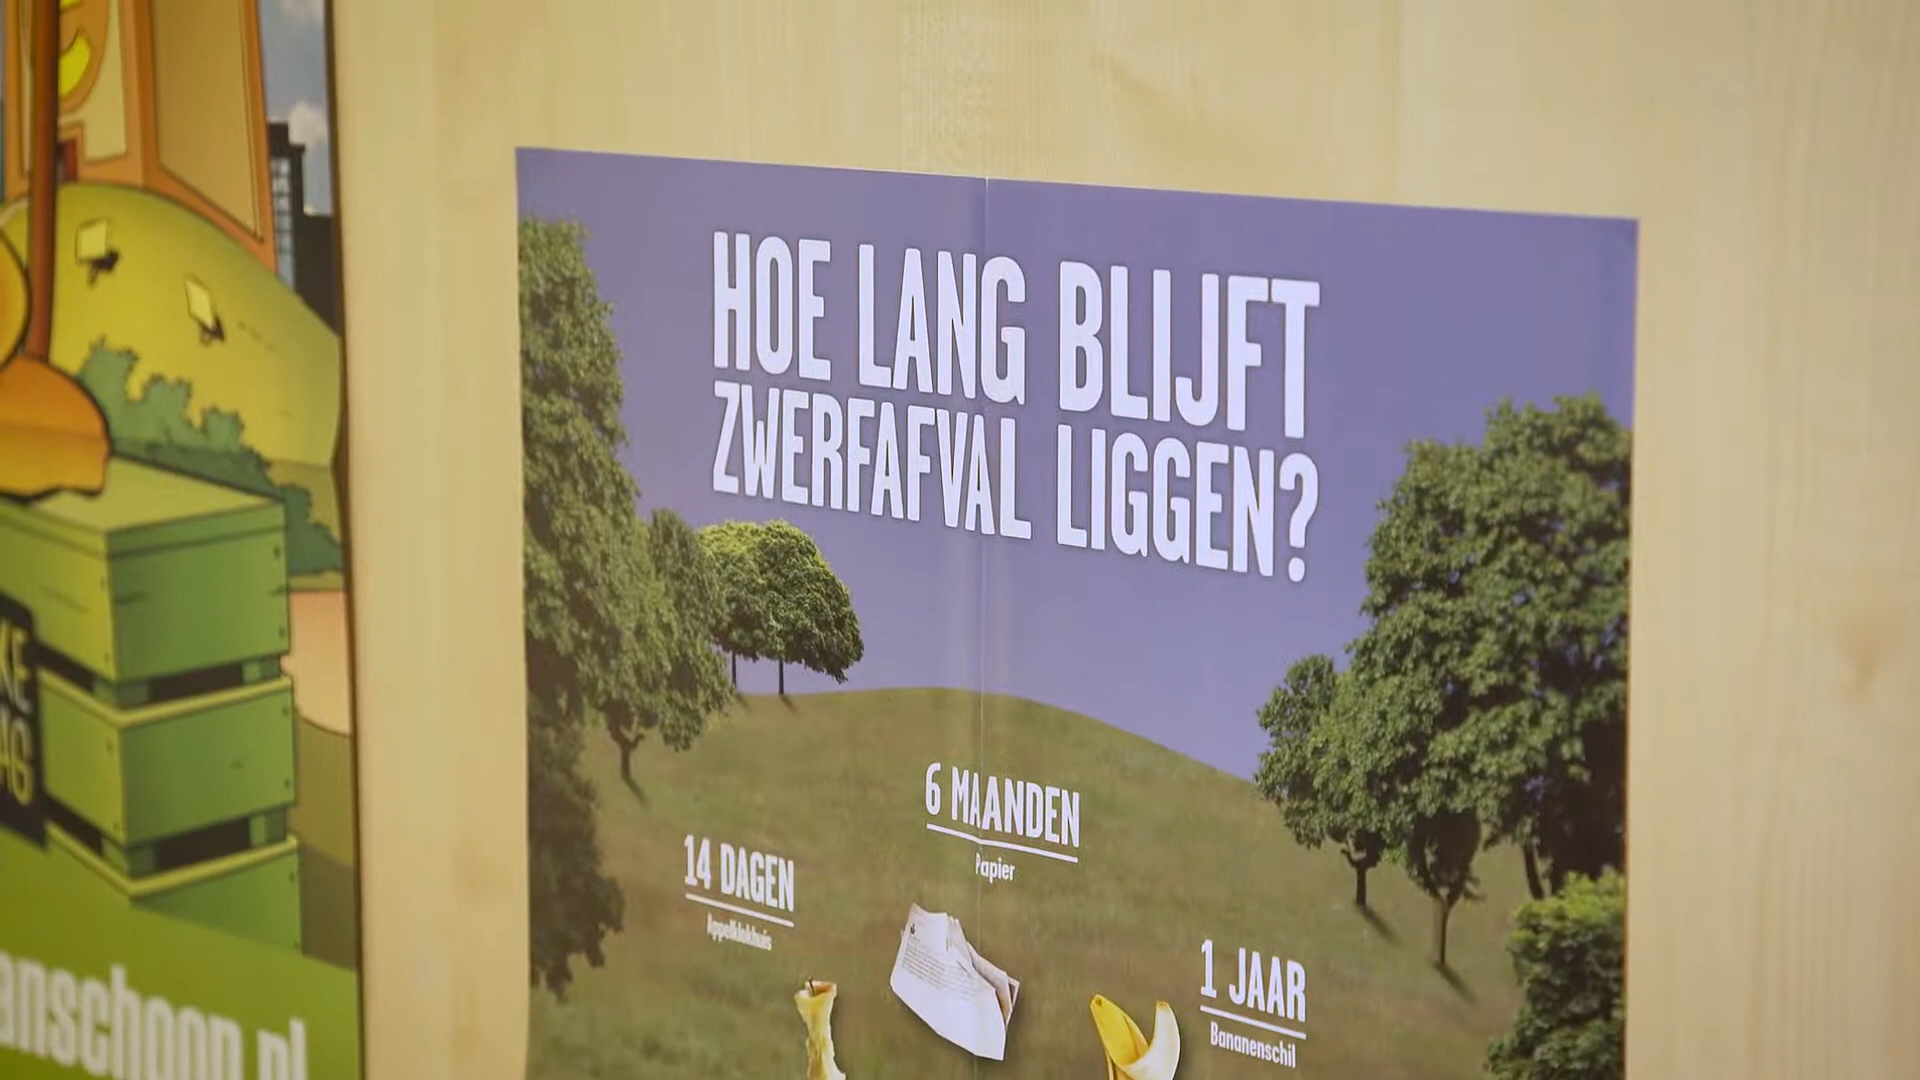 HOE LANG BLIJFT
ZWERFAFVAL LIGGEN?
6 MAANDEN
Papier
14 DAGEN
Appelklokhuis
1 JAAR
Bananenschil
anschoon.nl